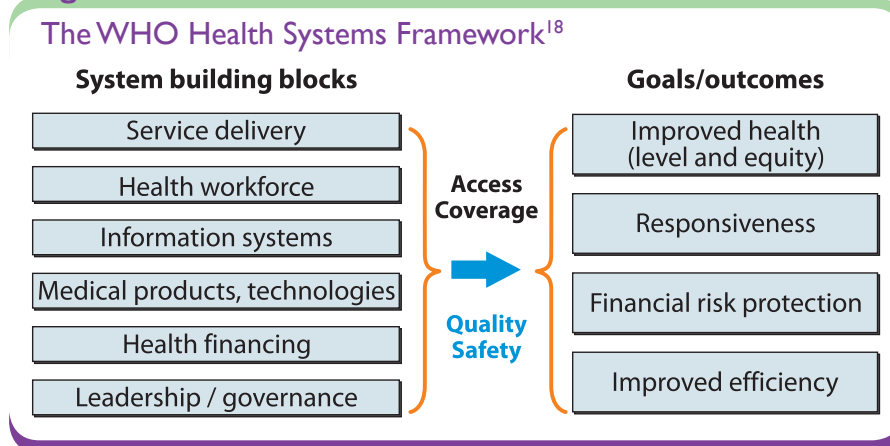 The WHO Health Systems Framework18
System building blocks
Service delivery
Health workforce
Information systems
Medical products, technologies
Health financing
Leadership / governance
Access
Coverage
Quality
Safety
Goals/outcomes
Improved health
(level and equity)
Responsiveness
Financial risk protection
Improved efficiency